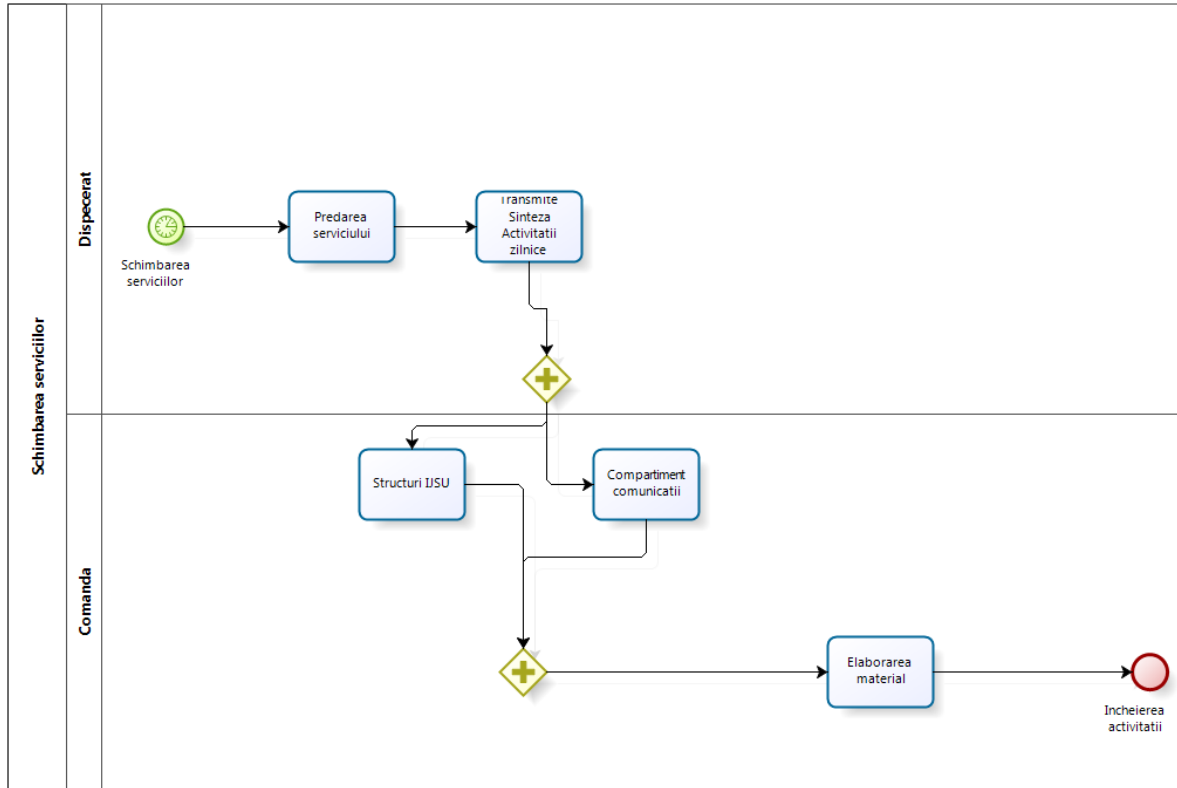 Schimbarea serviciilor
Dispecerat
Comanda
Schimbarea
serviciilor
Predarea
serviciului
Transmite
Sinteza
Activitatii
zilnice
Structuri IJSU
Compartiment
comunicatii
Elaborarea
material
Incheierea
activitatii